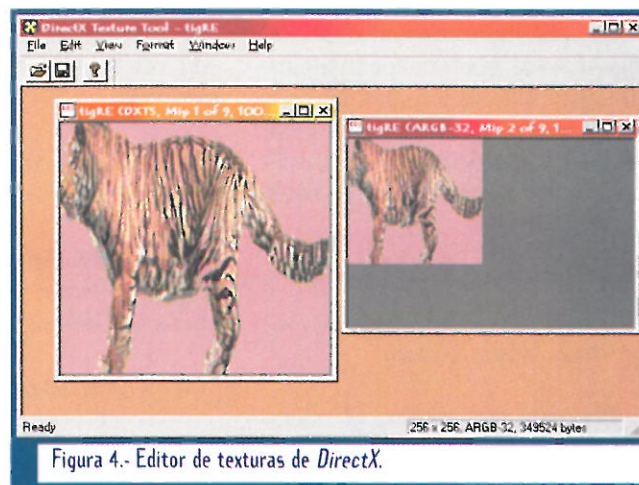 DirectX Texture Tool - tigRE
File Edit View Format Window Help
tigRE (DXT5, Mip 1 of 9, 100...
tigRE (ARGB-32, Mip 2 of 9, 1...
Ready
256 x 256, ARGB-32, 349524 bytes
Figura 4.- Editor de texturas de DirectX.